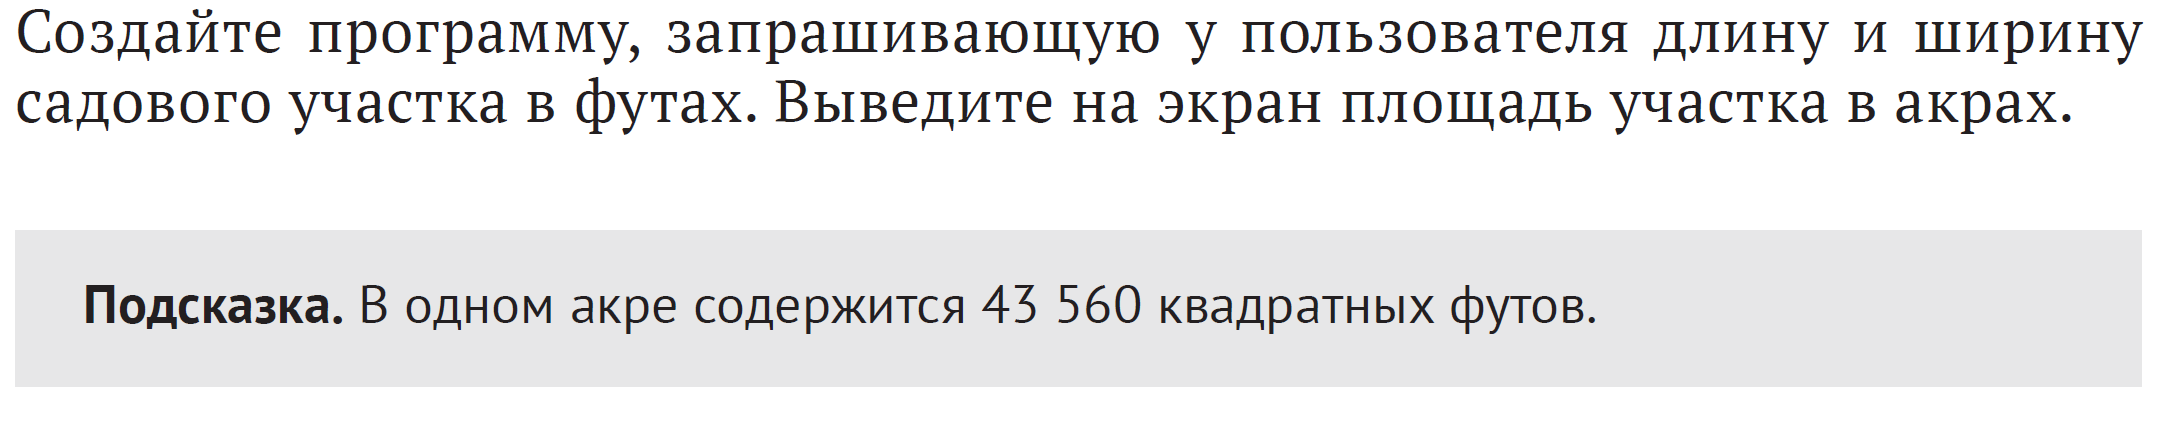 Создайте программу, запрашивающую у пользователя длину и ширину
садового участка в футах. Выведите на экран площадь участка в акрах.
Подсказка. В одном акре содержится 43 560 квадратных футов.